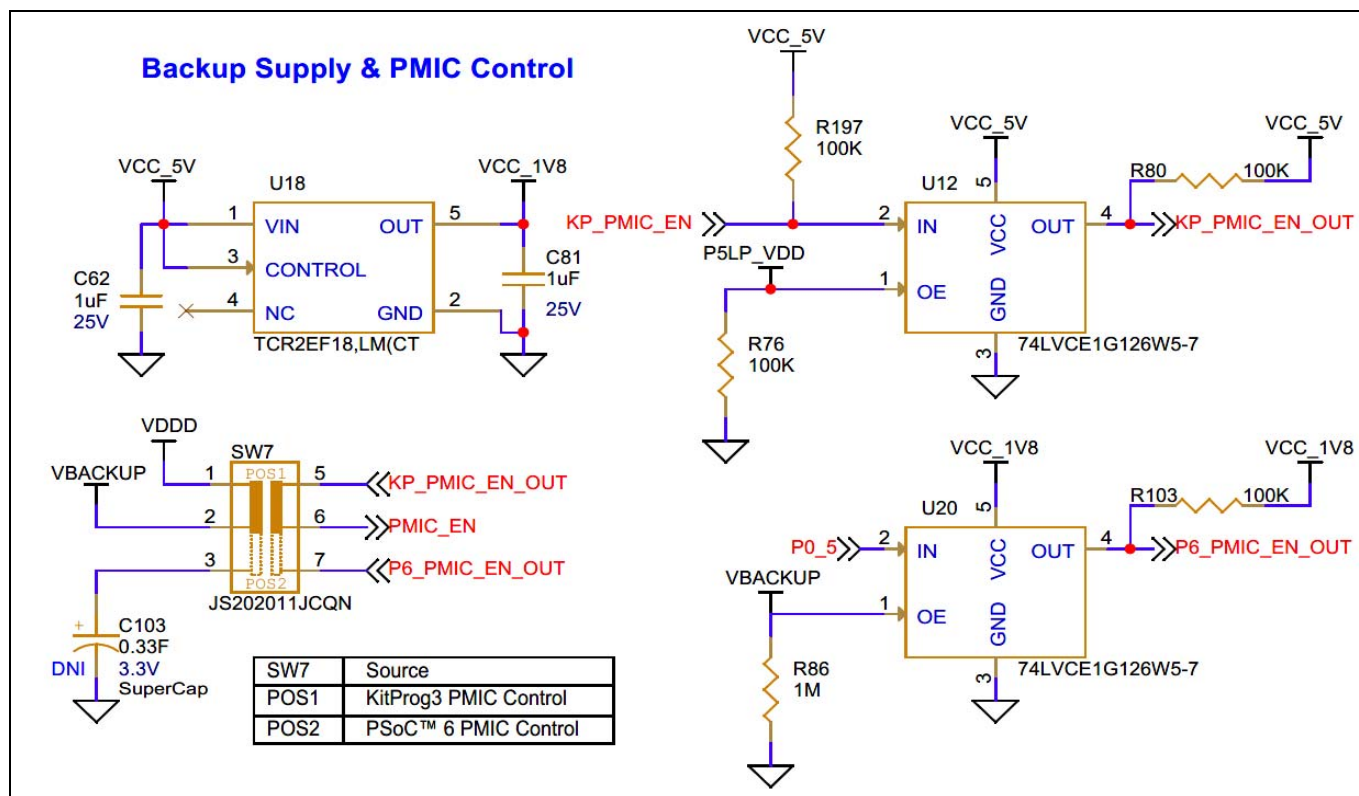 Backup Supply & PMIC Control
VCC_5V
VCC_1V8
U18
1
VIN
OUT
5
3
CONTROL
4
NC
GND
2
C62
1uF
25V
C81
1uF
25V
TCR2EF18,LM(CT
VCC_5V
R197
100K
VCC_5V
VCC_5V
R80
100K
U12
5
KP_PMIC_EN
2
IN
VCC
OUT
4
KP_PMIC_EN_OUT
P5LP_VDD
1
OE
GND
R76
100K
3
74LVCE1G126W5-7
VDDD
SW7
VBACKUP
1
POS1
5
KP_PMIC_EN_OUT
2
6
PMIC_EN
3
POS2
7
P6_PMIC_EN_OUT
JS202011JCQN
+
C103
0.33F
DNI
3.3V
SuperCap
SW7 Source
POS1 KitProg3 PMIC Control
POS2 PSoC™ 6 PMIC Control
VCC_1V8
VCC_1V8
R103
100K
U20
5
P0_5
2
IN
VCC
OUT
4
P6_PMIC_EN_OUT
VBACKUP
1
OE
GND
R86
1M
3
74LVCE1G126W5-7